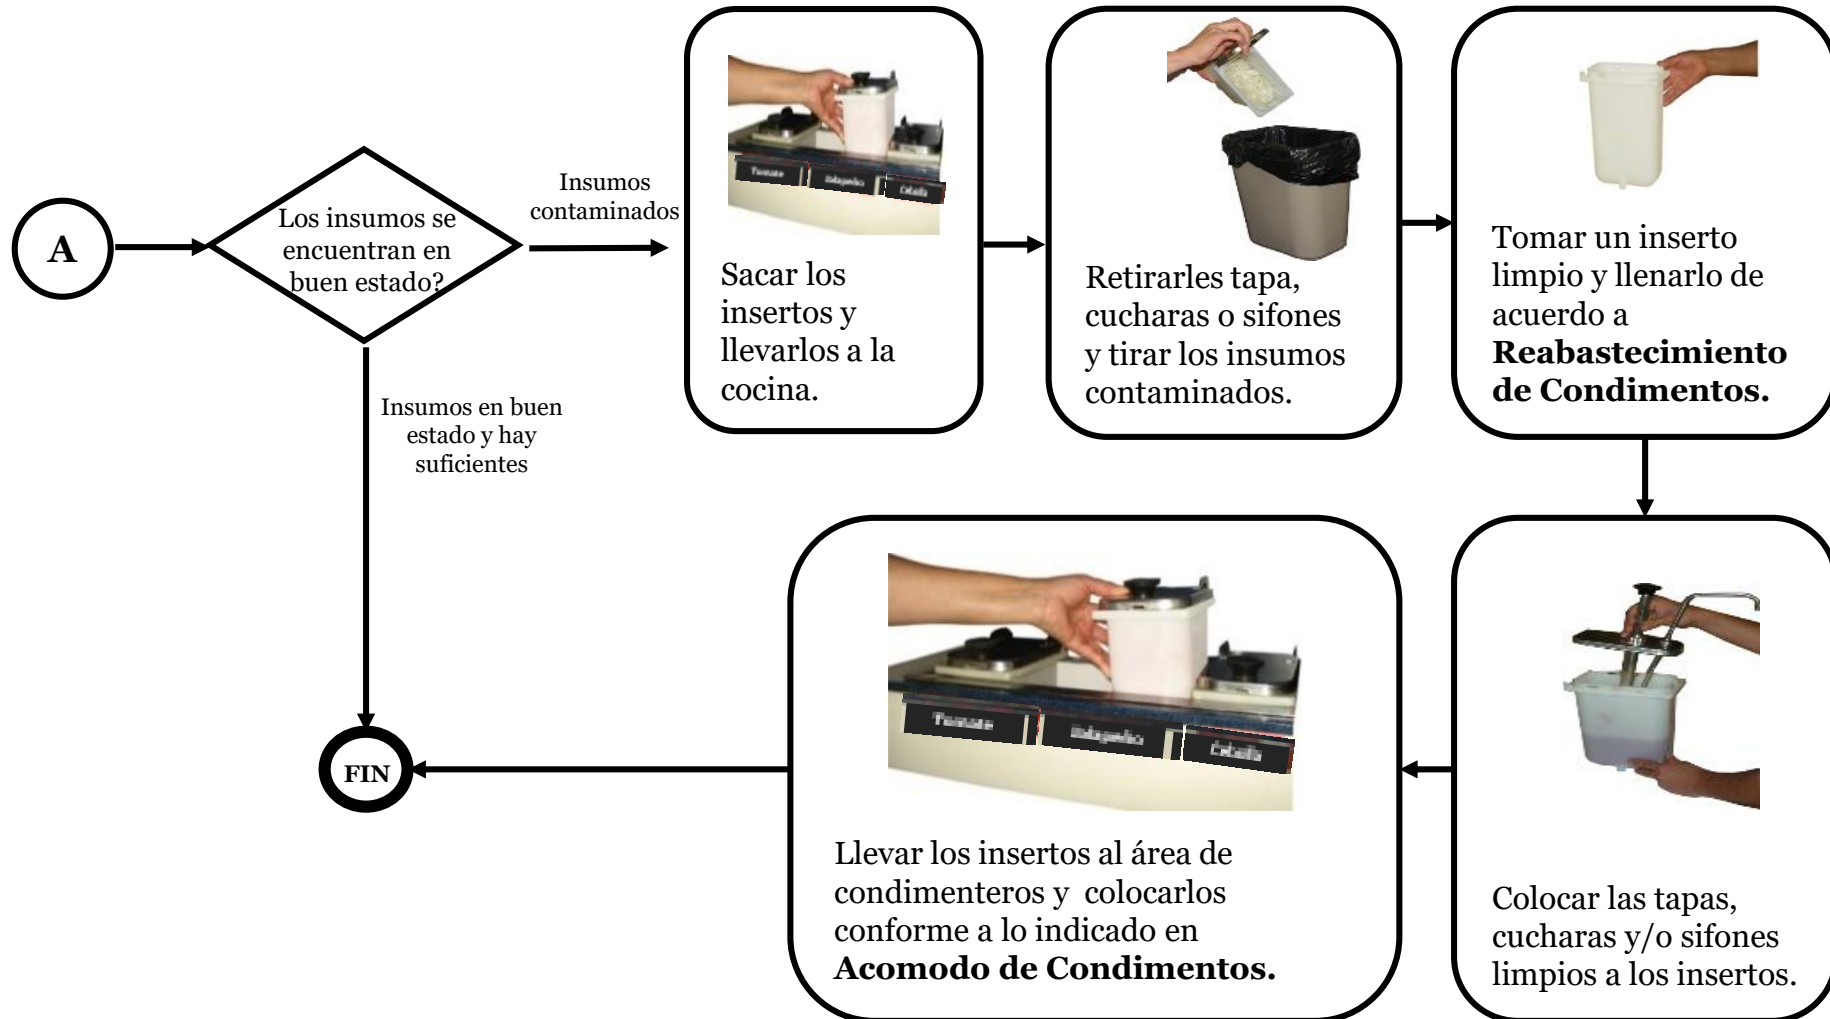 A
Los insumos se
encuentran en
buen estado?
Insumos
contaminados
Sacar los
insertos y
llevarlos a la
cocina.
Retirarles tapa,
cucharas o sifones
y tirar los insumos
contaminados.
Tomar un inserto
limpio y llenarlo de
acuerdo a
Reabastecimiento
de Condimentos.
Insumos en buen
estado y hay
suficientes
Colocar las tapas,
cucharas y/o sifones
limpios a los insertos.
Tomate
Llevar los insertos al área de
condimenteros y colocarlos
conforme a lo indicado en
Acomodo de Condimentos.
FIN